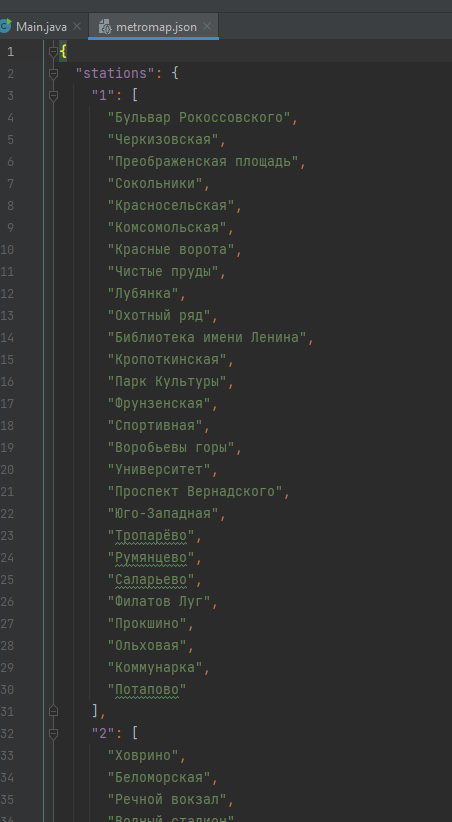 Main.java metromap.json
1 {
2 "stations": {
3 "1": [
4 "Бульвар Рокоссовского",
5 "Черкизовская",
6 "Преображенская площадь",
7 "Сокольники",
8 "Красносельская",
9 "Комсомольская",
10 "Красные ворота",
11 "Чистые пруды",
12 "Лубянка",
13 "Охотный ряд",
14 "Библиотека имени Ленина",
15 "Кропоткинская",
16 "Парк Культуры",
17 "Фрунзенская",
18 "Спортивная",
19 "Воробьевы горы",
20 "Университет",
21 "Проспект Вернадского",
22 "Юго-Западная",
23 "Тропарёво",
24 "Румянцево",
25 "Саларьево",
26 "Филатов Луг",
27 "Прокшино",
28 "Ольховая",
29 "Коммунарка",
30 "Потапово"
31 ],
32 "2": [
33 "Ховрино",
34 "Беломорская",
35 "Речной вокзал",
36 "Водный стадион"